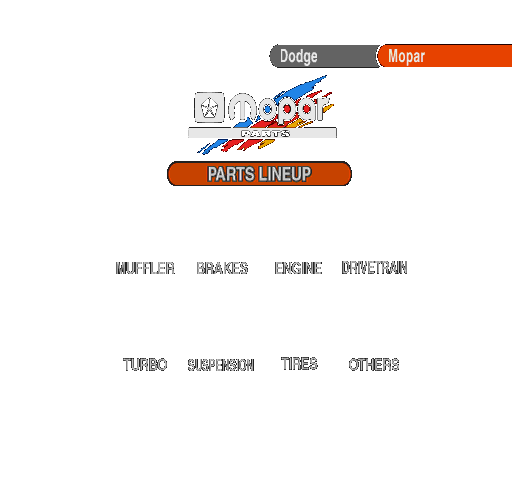 Dodge Mopar
Mopar
PARTS
PARTS LINEUP
MUFFLER BRAKES ENGINE DRIVETRAIN
TURBO SUSPENSION TIRES OTHERS